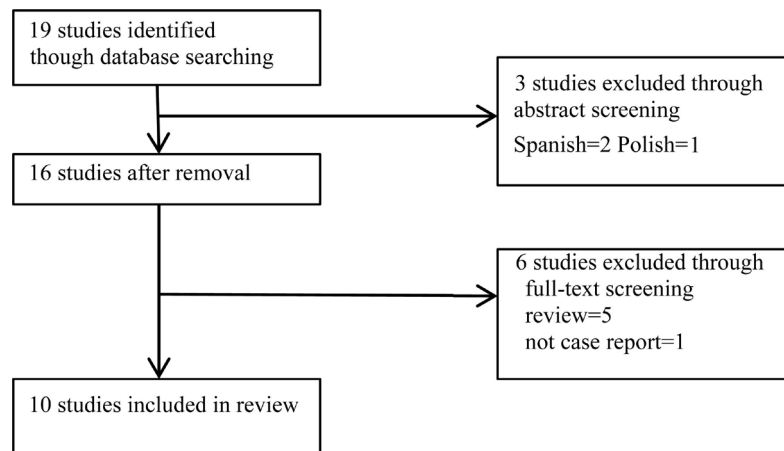 19 studies identified
though database searching
3 studies excluded through
abstract screening
Spanish=2 Polish=1
16 studies after removal
6 studies excluded through
full-text screening
review=5
not case report=1
10 studies included in review